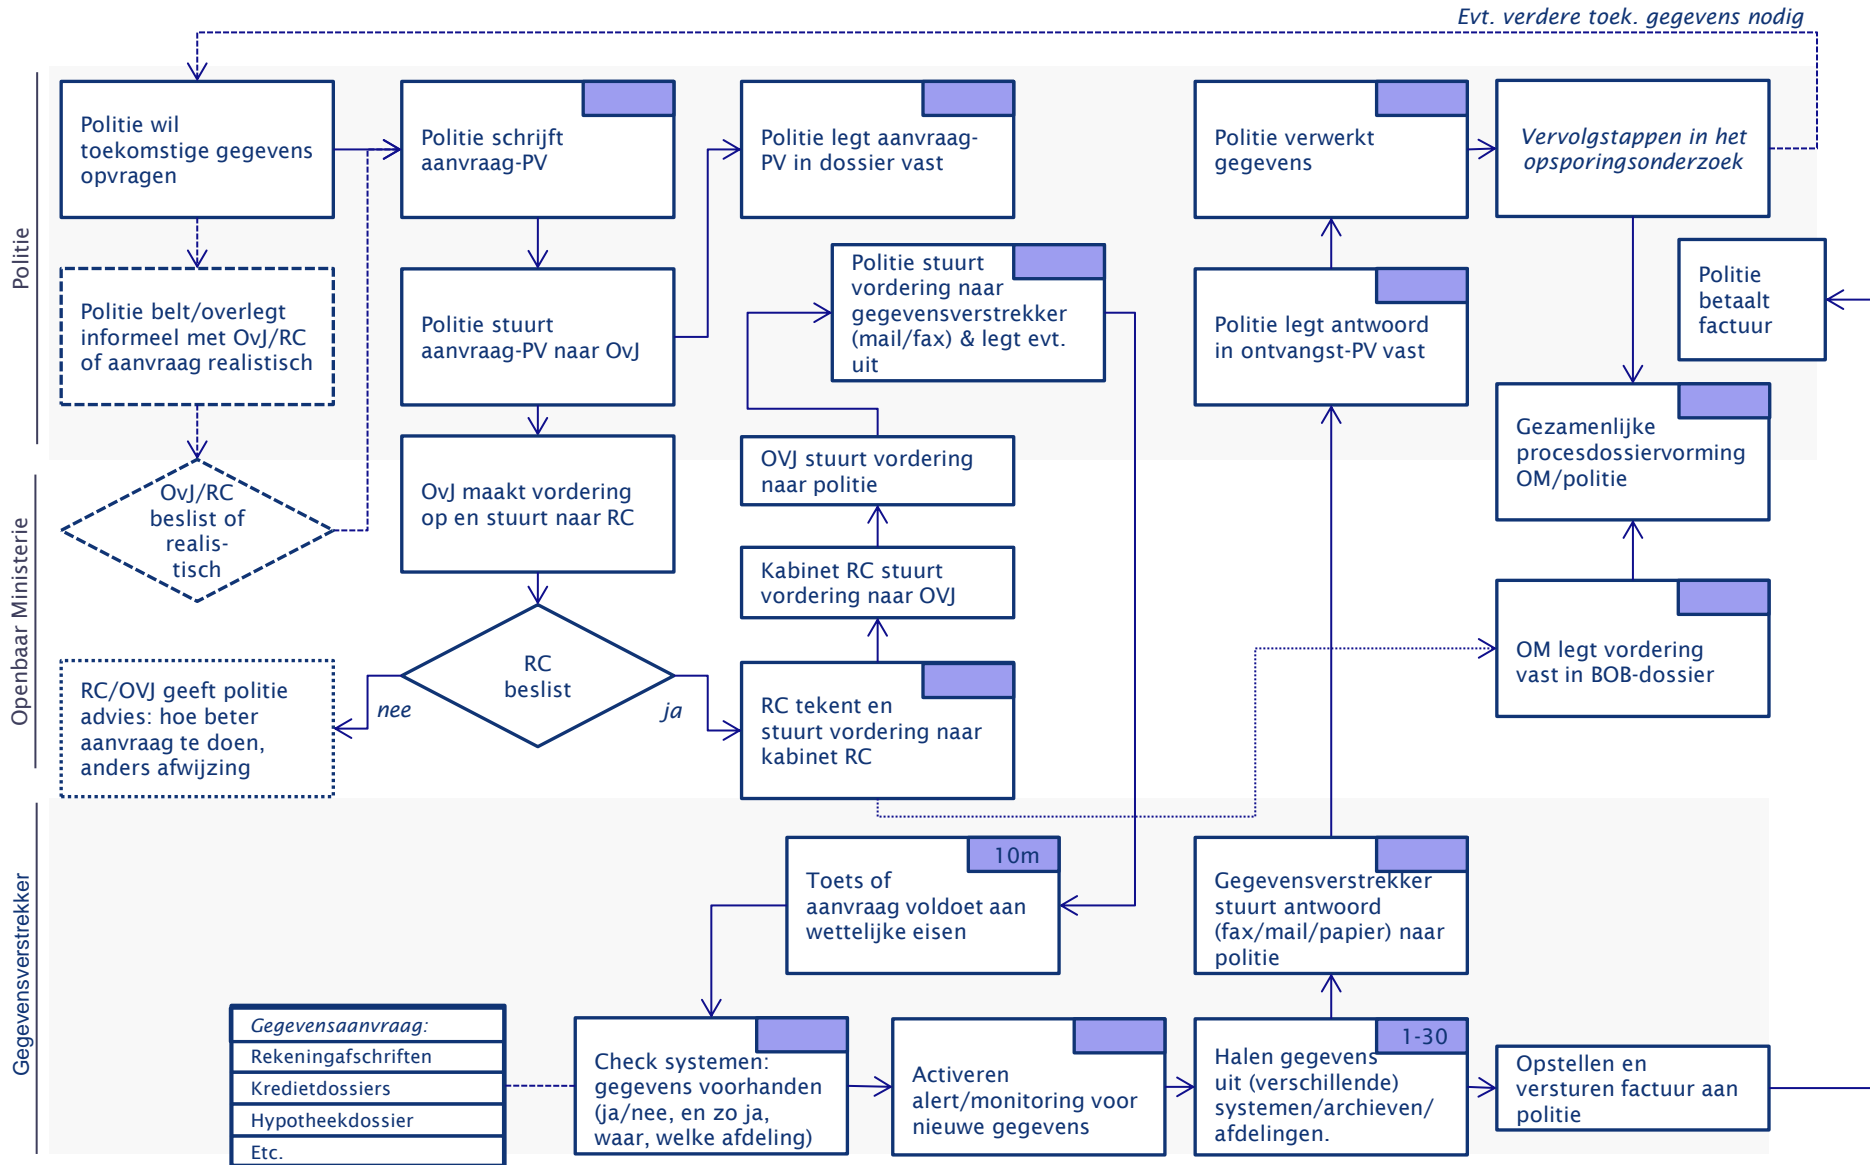 Evt. verdere toek. gegevens nodig
Politie
Politie wil
toekomstige gegevens
opvragen
Politie schrijft
aanvraag-PV
Politie legt aanvraag-
PV in dossier vast
Politie verwerkt
gegevens
Vervolgstappen in het
opsporingsonderzoek
Politie belt/overlegt
informeel met OvJ/RC
of aanvraag realistisch
Politie stuurt
aanvraag-PV naar OvJ
Politie stuurt
vordering naar
gegevensverstrekker
(mail/fax) & legt evt.
uit
Politie legt antwoord
in ontvangst-PV vast
Politie
betaalt
factuur
Gezamenlijke
procesdossiervorming
OM/politie
Openbaar Ministerie
OvJ/RC
beslist of
realis-
tisch
OvJ maakt vordering
op en stuurt naar RC
OVJ stuurt vordering
naar politie
Kabinet RC stuurt
vordering naar OVJ
RC
beslist
nee
ja
RC/OVJ geeft politie
advies: hoe beter
aanvraag te doen,
anders afwijzing
RC tekent en
stuurt vordering naar
kabinet RC
OM legt vordering
vast in BOB-dossier
Gegevensverstrekker
10m
Toets of
aanvraag voldoet aan
wettelijke eisen
Gegevensverstrekker
stuurt antwoord
(fax/mail/papier) naar
politie
Gegevensaanvraag:
Rekeningafschriften
Kredietdossiers
Hypotheekdossier
Etc.
Check systemen:
gegevens voorhanden
(ja/nee, en zo ja,
waar, welke afdeling)
Activeren
alert/monitoring voor
nieuwe gegevens
1-30
Halen gegevens
uit (verschillende)
systemen/archieven/
afdelingen.
Opstellen en
versturen factuur aan
politie